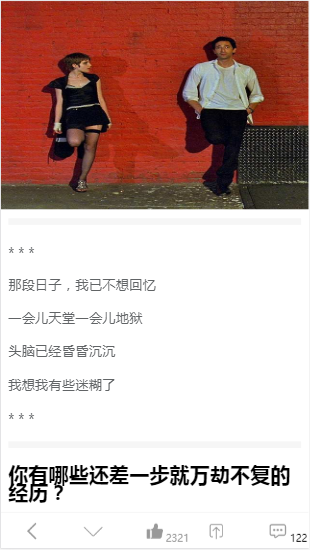 * * *
那段日子，我已不想回忆
一会儿天堂一会儿地狱
头脑已经昏昏沉沉
我想我有些迷糊了
* * *
你有哪些还差一步就万劫不复的
经历？
2321
122